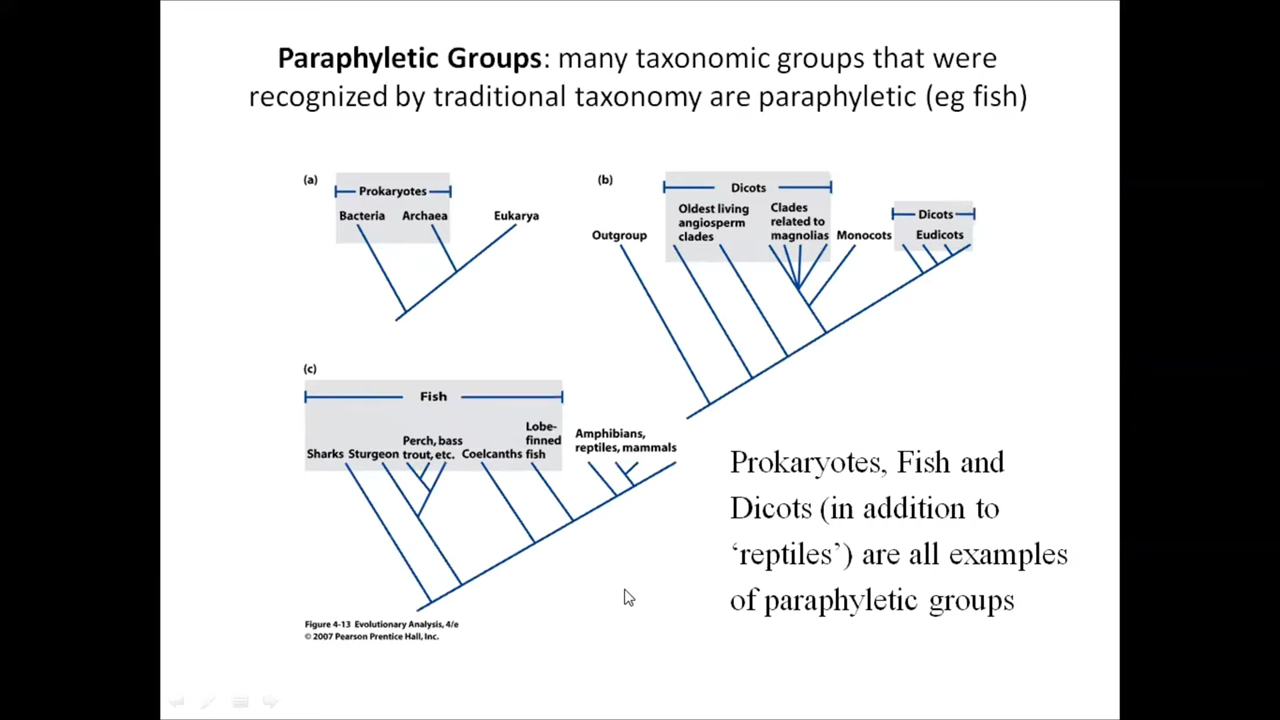 Paraphyletic Groups: many taxonomic groups that were
recognized by traditional taxonomy are paraphyletic (eg fish)
(a)
Prokaryotes
Bacteria Archaea Eukarya
(b)
Dicots
Oldest living
angiosperm
clades
Clades
related to
magnolias
Outgroup
Monocots
Dicots
Eudicots
(c)
Fish
Sharks
Sturgeon
Perch, bass
trout, etc.
Coelcanths
Lobe-
finned
fish
Amphibians,
reptiles, mammals
Prokaryotes, Fish and
Dicots (in addition to
‘reptiles’) are all examples
of paraphyletic groups
Figure 4-13 Evolutionary Analysis, 4/e
© 2007 Pearson Prentice Hall, Inc.